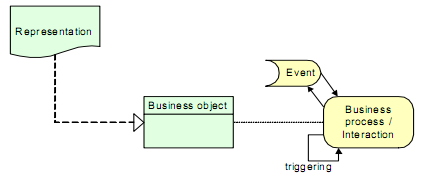 Representation
Event
Business object
Business
process /
Interaction
triggering